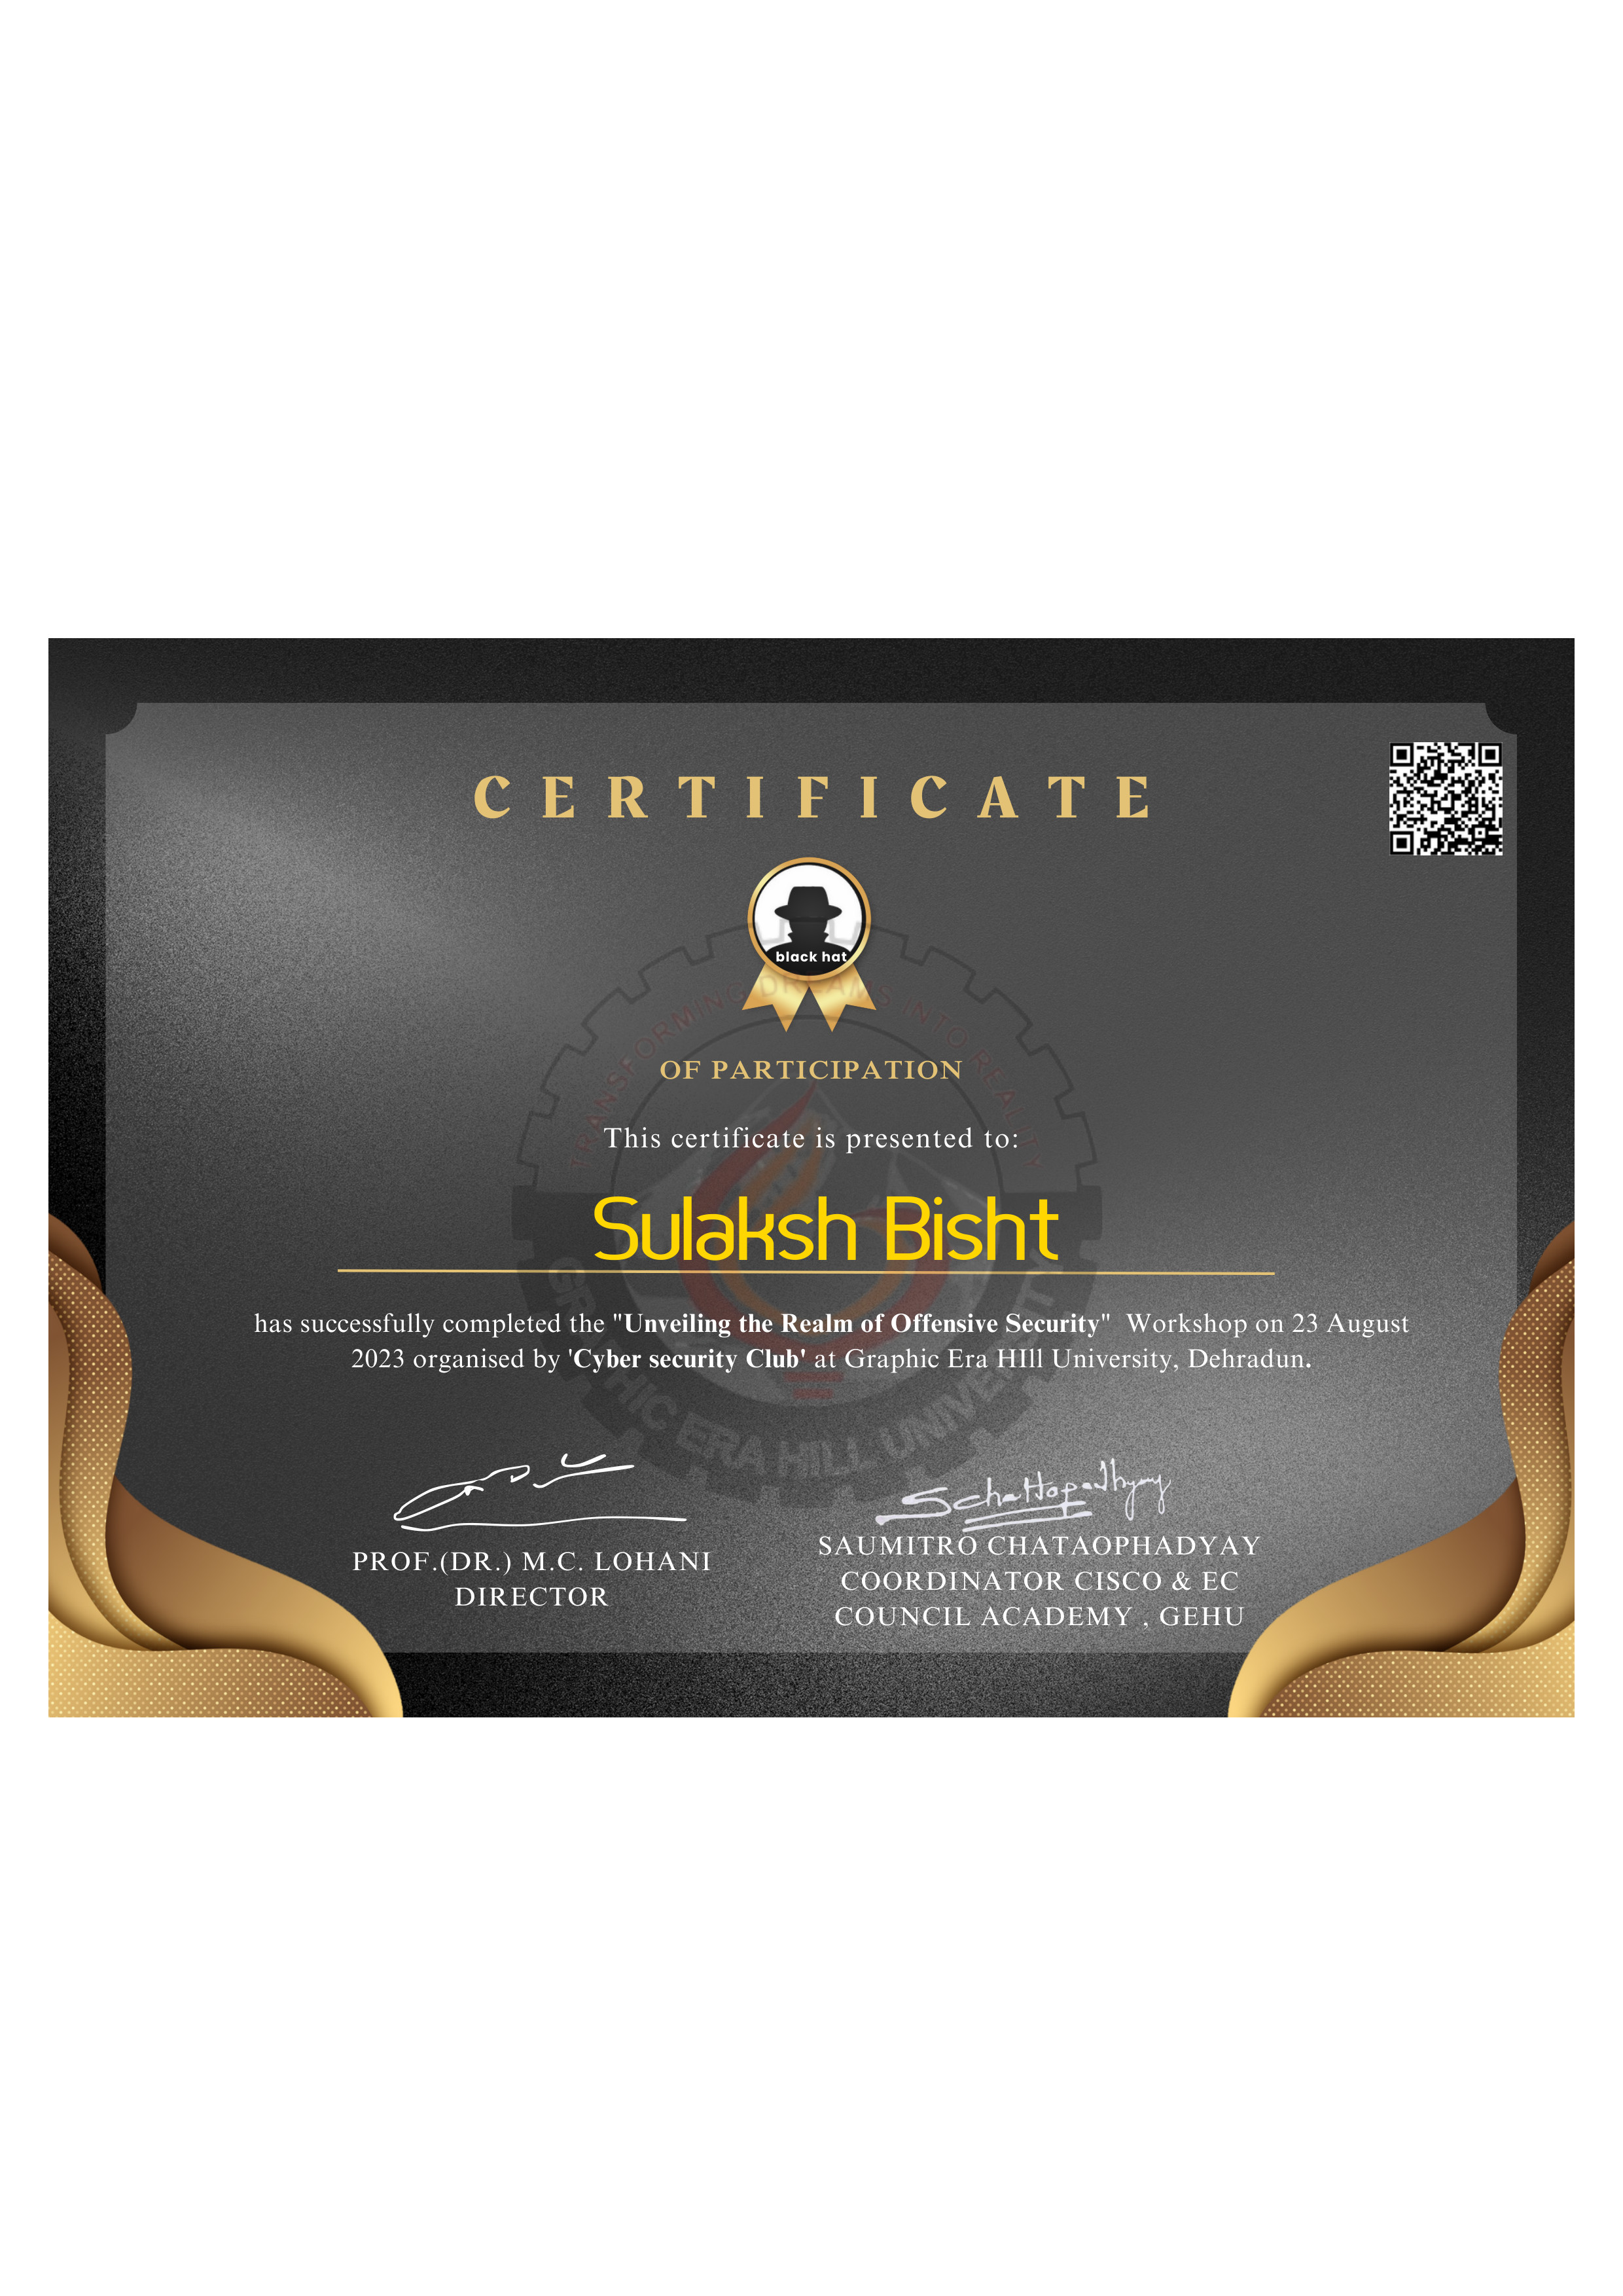 CERTIFICATE
black hat
TRANSFORMING DREAMS INTO REALITY
OF PARTICIPATION
This certificate is presented to:
Sulaksh Bisht
has successfully completed the "Unveiling the Realm of Offensive Security" Workshop on 23 August
2023 organised by 'Cyber security Club' at Graphic Era HIll University, Dehradun.
GRAPHIC ERA HILL UNIVERSITY
Schattopadhyay
PROF.(DR.) M.C. LOHANI
DIRECTOR
SAUMITRO CHATAOPHADYAY
COORDINATOR CISCO & EC
COUNCIL ACADEMY , GEHU